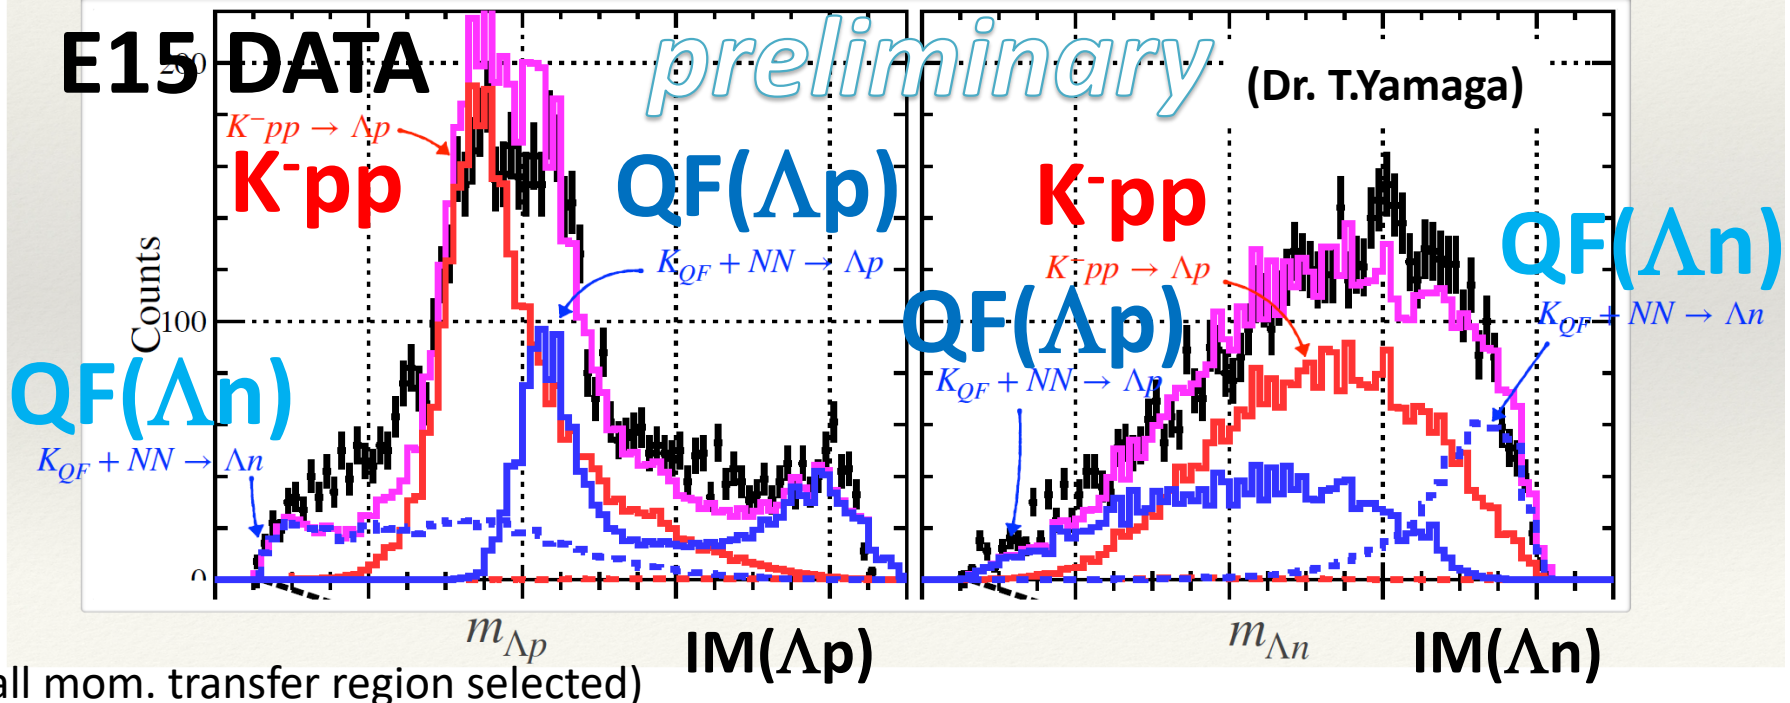 E15 DATA
preliminary
(Dr. T.Yamaga)
200
K⁻pp → Λp
K⁻pp
QF(Λp)
K_QF + NN → Λp
Counts
100
QF(Λn)
K_QF + NN → Λn
0
K⁻pp
K⁻pp → Λp
QF(Λn)
K_QF + NN → Λn
QF(Λp)
K_QF + NN → Λp
m_Λp
IM(Λp)
m_Λn
IM(Λn)
all mom. transfer region selected)